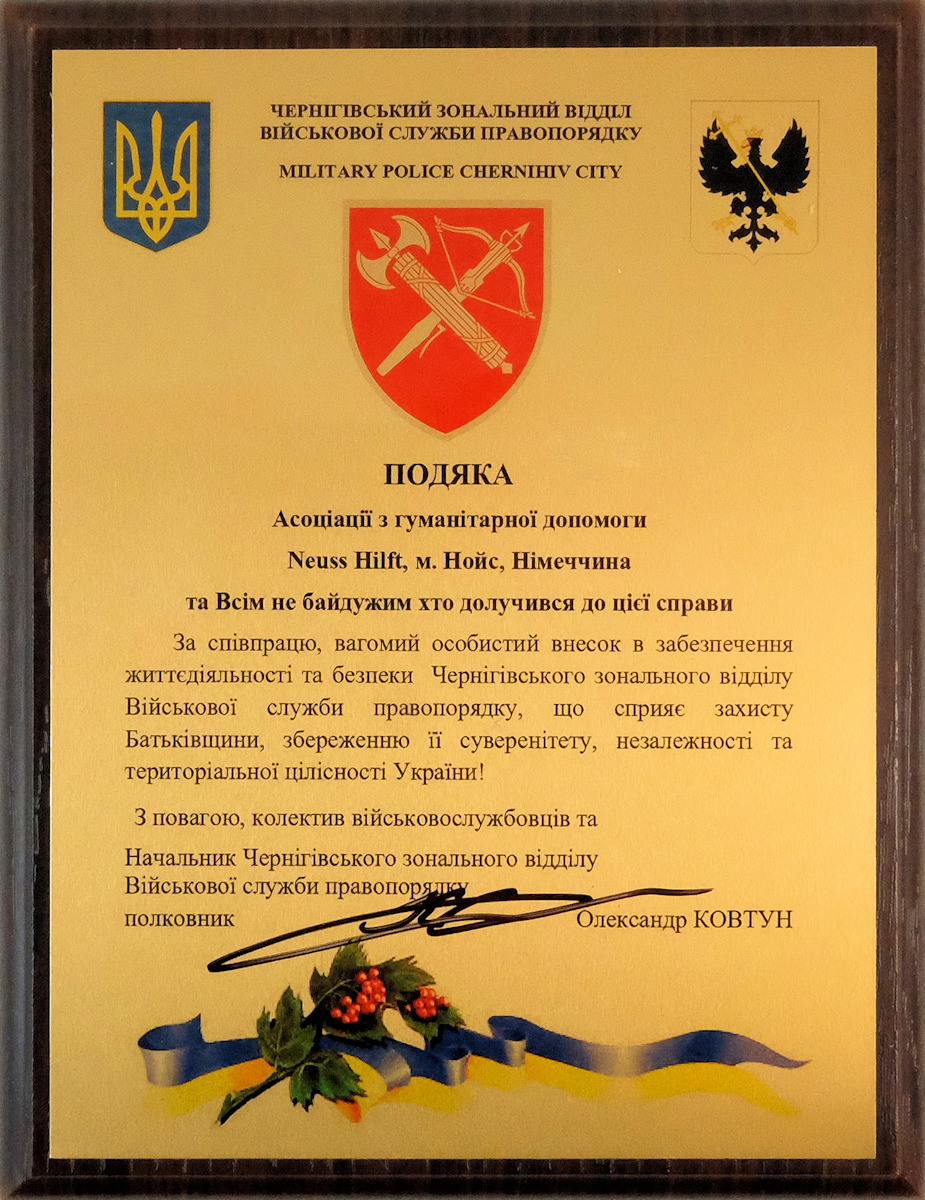 ЧЕРНІГІВСЬКИЙ ЗОНАЛЬНИЙ ВІДДІЛ
ВІЙСЬКОВОЇ СЛУЖБИ ПРАВОПОРЯДКУ
MILITARY POLICE CHERNIHIV CITY
ПОДЯКА
Асоціації з гуманітарної допомоги
Neuss Hilft, м. Нойс, Німеччина
та Всім не байдужим хто долучився до цієї справи
За співпрацю, вагомий особистий внесок в забезпечення
життєдіяльності та безпеки Чернігівського зонального відділу
Військової служби правопорядку, що сприяє захисту
Батьківщини, збереженню її суверенітету, незалежності та
територіальної цілісності України!
З повагою, колектив військовослужбовців та
Начальник Чернігівського зонального відділу
Військової служби правопорядку
полковник Олександр КОВТУН